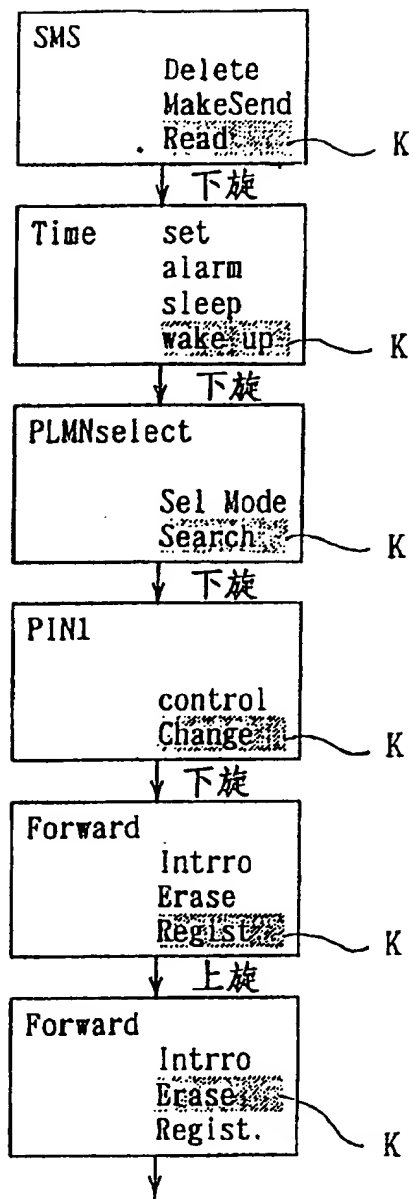 SMS
Delete
MakeSend
Read K
下旋
Time set
alarm
sleep
wake up K
下旋
PLMNselect
Sel Mode
Search K
下旋
PIN1
control
Change K
下旋
Forward
Intrro
Erase
Regist. K
上旋
Forward
Intrro
Erase K
Regist.